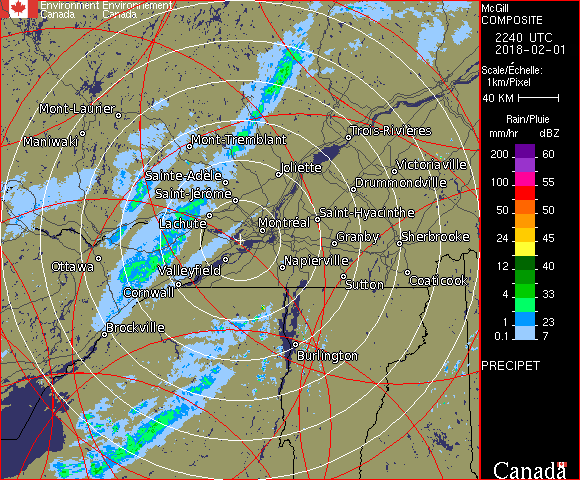 Environment Environnement
Canada Canada
McGill
COMPOSITE
2240 UTC
2018-02-01
Scale/Échelle:
1km/Pixel
40 KM
Rain/Pluie
mm/hr dBZ
200 60
100 55
50 50
24 45
12 40
4 33
1 23
0.1 7
PRECIPET
Canada
Mont-Laurier
Maniwaki
Mont-Tremblant
Trois-Rivières
Sainte-Adèle
Joliette
Victoriaville
Saint-Jérôme
Drummondville
Lachute
Montréal
Saint-Hyacinthe
Granby
Sherbrooke
Ottawa
Valleyfield
Napierville
Sutton
Coaticook
Cornwall
Brockville
Burlington